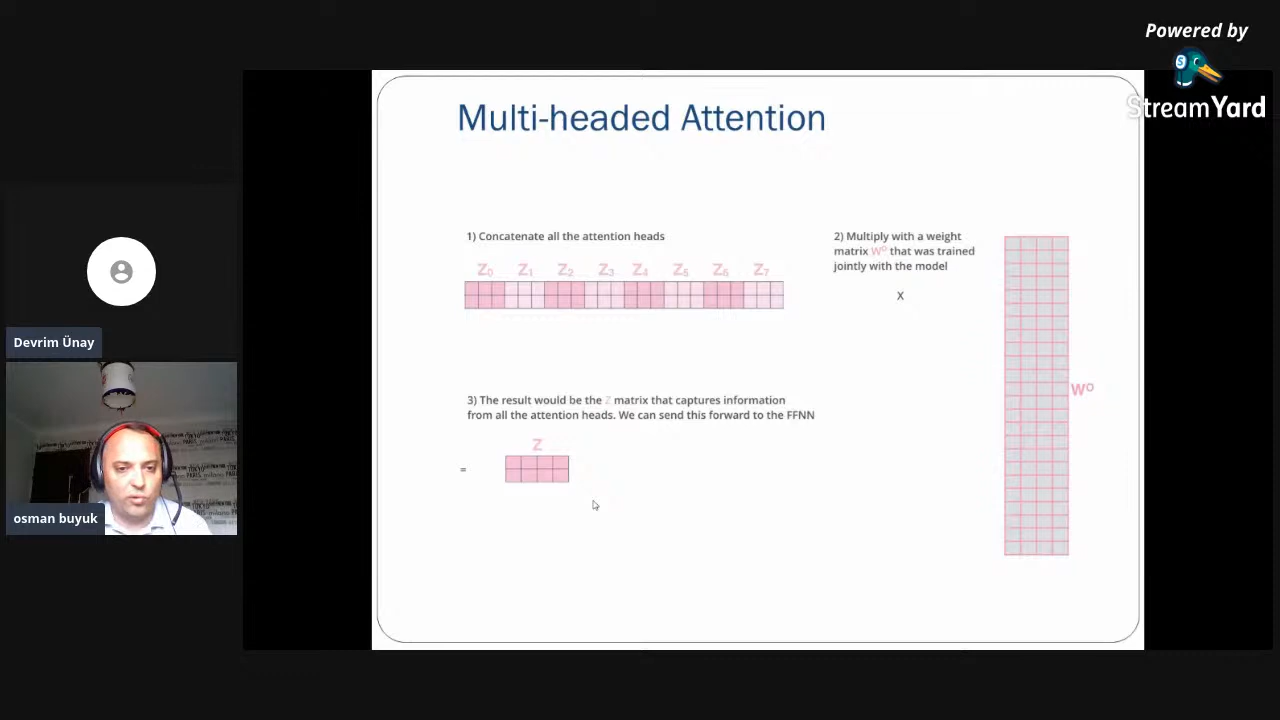 Powered by
StreamYard
Multi-headed Attention
1) Concatenate all the attention heads
Z0 Z1 Z2 Z3 Z4 Z5 Z6 Z7
2) Multiply with a weight
matrix W^O that was trained
jointly with the model
X
W^O
3) The result would be the Z matrix that captures information
from all the attention heads. We can send this forward to the FFNN
Z
=
Devrim Ünay
osman buyuk